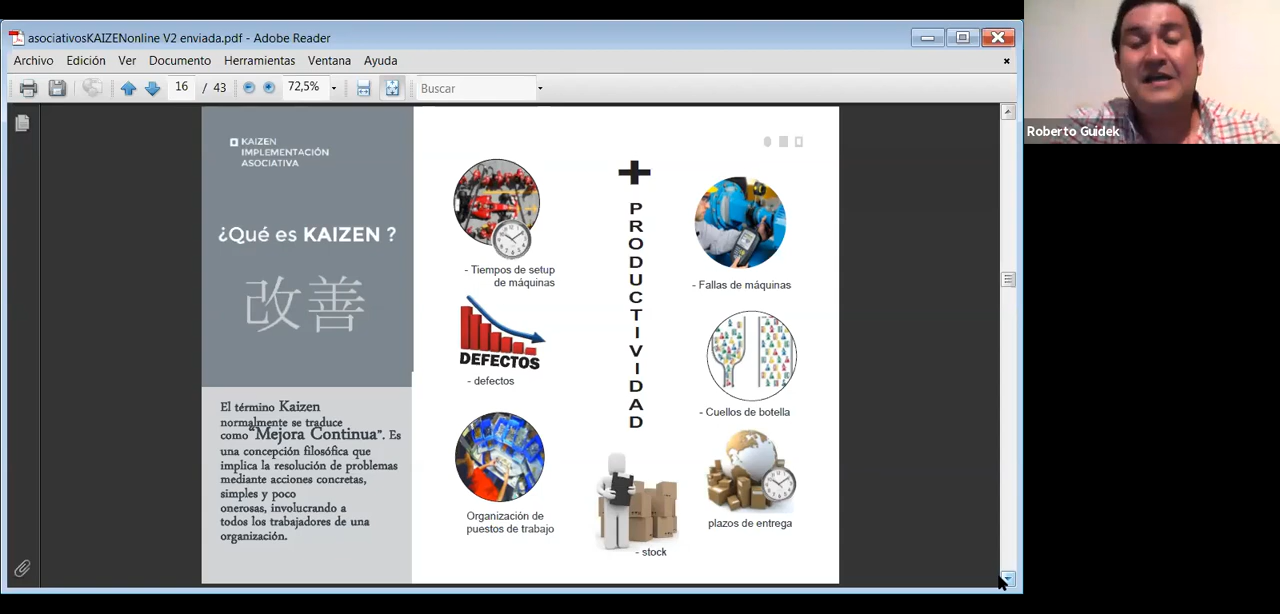 asociativosKAIZENonline V2 enviada.pdf - Adobe Reader
Archivo Edición Ver Documento Herramientas Ventana Ayuda
16 / 43 72,5% Buscar
Roberto Guidek
KAIZEN
IMPLEMENTACIÓN
ASOCIATIVA
¿Qué es KAIZEN ?
改善
El término Kaizen
normalmente se traduce
como “Mejora Continua”. Es
una concepción filosófica que
implica la resolución de problemas
mediante acciones concretas,
simples y poco
onerosas, involucrando a
todos los trabajadores de una
organización.
- Tiempos de setup
de máquinas
DEFECTOS
- defectos
Organización de
puestos de trabajo
+
PRODUCTIVIDAD
- stock
- Fallas de máquinas
- Cuellos de botella
plazos de entrega